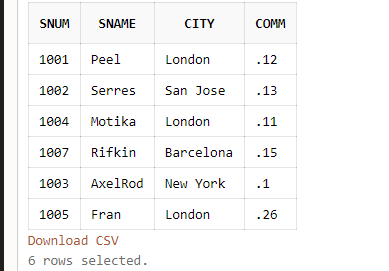 SNUM SNAME CITY COMM
1001 Peel London .12
1002 Serres San Jose .13
1004 Motika London .11
1007 Rifkin Barcelona .15
1003 AxelRod New York .1
1005 Fran London .26
Download CSV
6 rows selected.